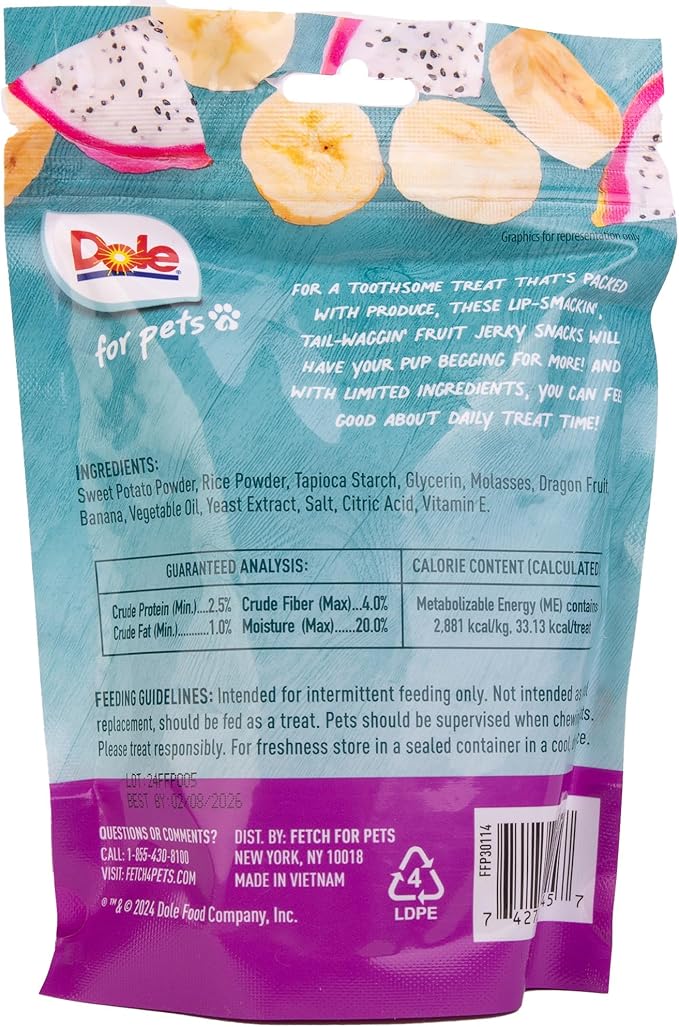 Graphics for representation only
Dole
for pets
FOR A TOOTHSOME TREAT THAT'S PACKED
WITH PRODUCE, THESE LIP-SMACKIN',
TAIL-WAGGIN' FRUIT JERKY SNACKS WILL
HAVE YOUR PUP BEGGING FOR MORE! AND
WITH LIMITED INGREDIENTS, YOU CAN
GOOD ABOUT DAILY TREAT TIME!
INGREDIENTS:
Sweet Potato Powder, Rice Powder, Tapioca Starch, Glycerin, Molasses, Dragon Fruit,
Banana, Vegetable Oil, Yeast Extract, Salt, Citric Acid, Vitamin E.
GUARANTEED ANALYSIS:
Crude Protein (Min.)....2.5% Crude Fiber (Max)...4.0%
Crude Fat (Min.)...........1.0% Moisture (Max)......20.0%
CALORIE CONTENT (CALCULATED)
Metabolizable Energy (ME) contains
2,881 kcal/kg, 33.13 kcal/treat
FEEDING GUIDELINES: Intended for intermittent feeding only. Not intended as
replacement, should be fed as a treat. Pets should be supervised when
Please treat responsibly. For freshness store in a sealed container in a cool
LOT: 24FFP005
BEST BY: 02/08/2026
QUESTIONS OR COMMENTS?
CALL: 1-855-430-8100
VISIT: FETCH4PETS.COM
DIST. BY: FETCH FOR PETS
NEW YORK, NY 10018
MADE IN VIETNAM
®™& © 2024 Dole Food Company, Inc.
4
LDPE
FFP30114
7